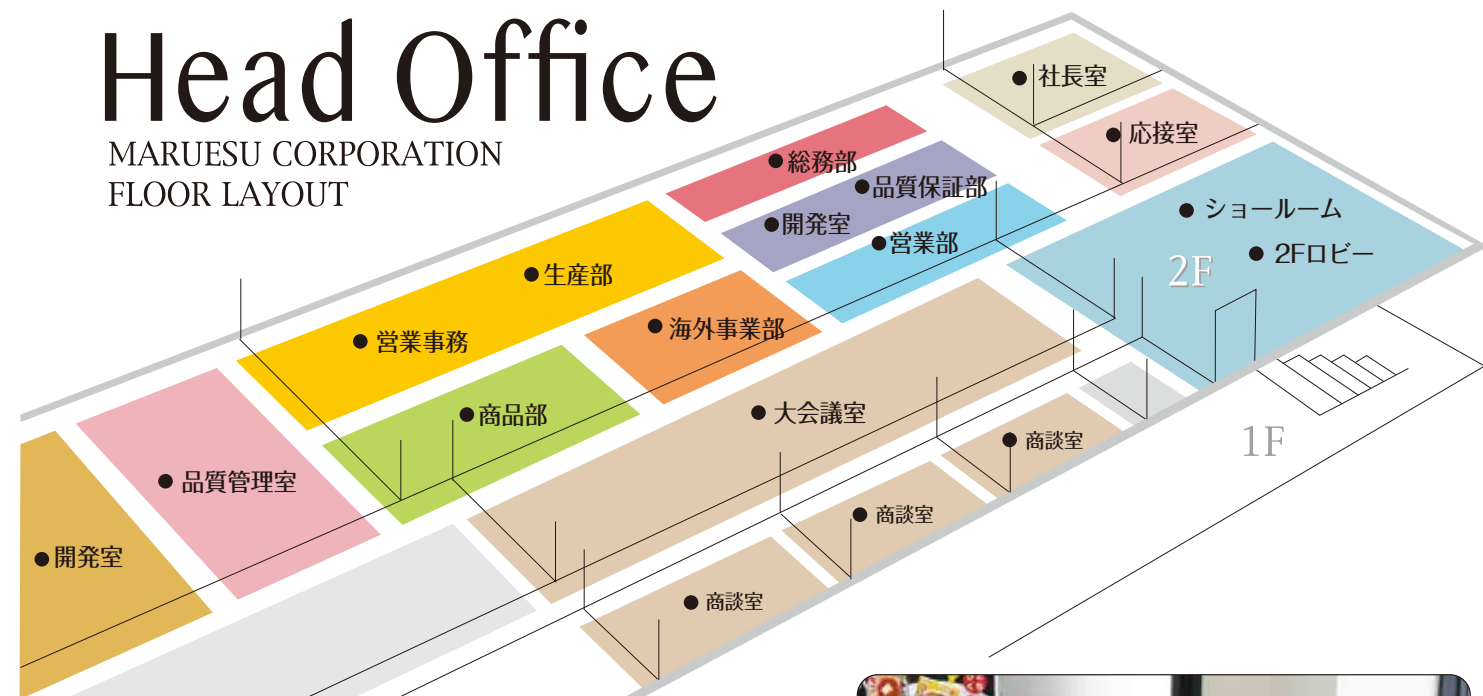 Head Office
MARUESU CORPORATION
FLOOR LAYOUT
社長室
応接室
総務部
品質保証部
開発室
営業部
ショールーム
2Fロビー
2F
生産部
営業事務
海外事業部
商品部
大会議室
品質管理室
開発室
商談室
商談室
商談室
1F